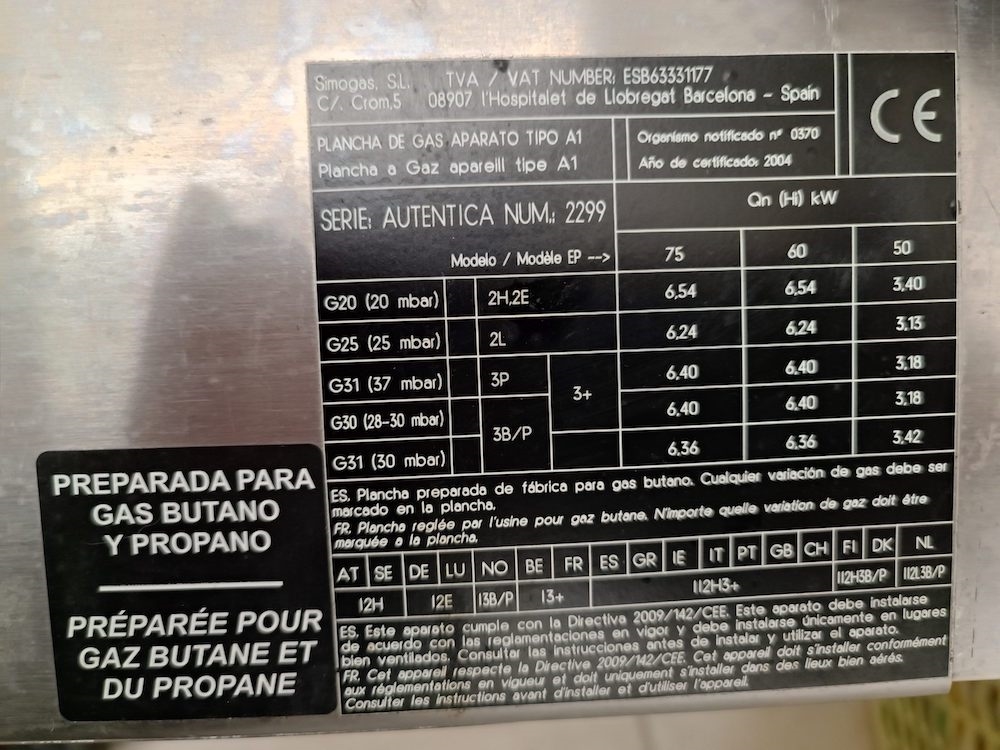 Simogas, S.L. TVA / VAT NUMBER: ESB63331177
C/. Crom,5 08907 l'Hospitalet de Llobregat Barcelona - Spain
CE
PLANCHA DE GAS APARATO TIPO A1
Plancha a Gaz apareill tipe A1
Organismo notificado nº 0370
Año de certificado: 2004
SERIE: AUTENTICA NUM.: 2299
Qn (Hi) kW
Modelo / Modèle EP --> 75 60 50
G20 (20 mbar) 2H,2E 6,54 6,54 3,40
G25 (25 mbar) 2L 6,24 6,24 3,13
G31 (37 mbar) 3P 3+ 6,40 6,40 3,18
G30 (28-30 mbar) 3B/P 6,40 6,40 3,18
G31 (30 mbar) 6,36 6,36 3,42
ES. Plancha preparada de fábrica para gas butano. Cualquier variación de gas debe ser
marcado en la plancha.
FR. Plancha reglée par l'usine pour gaz butane. N'importe quelle variation de gaz doit être
marquée a la plancha.
AT SE DE LU NO BE FR ES GR IE IT PT GB CH FI DK NL
I2H I2E I3B/P I3+ II2H3+ II2H3B/P II2L3B/P
ES. Este aparato cumple con la Directiva 2009/142/CEE. Este aparato debe instalarse
de acuerdo con las reglamentaciones en vigor y debe instalarse únicamente en lugares
bien ventilados. Consultar las instrucciones antes de instalar y utilizar el aparato.
FR. Cet appareil respecte la Directive 2009/142/CEE. Cet appareil doit s'installer conformément
aux réglementations en vigueur et doit uniquement s'installer dans des lieux bien aérés.
Consulter les instructions avant d'installer et d'utiliser l'appareil.
PREPARADA PARA
GAS BUTANO
Y PROPANO
PRÉPARÉE POUR
GAZ BUTANE ET
DU PROPANE